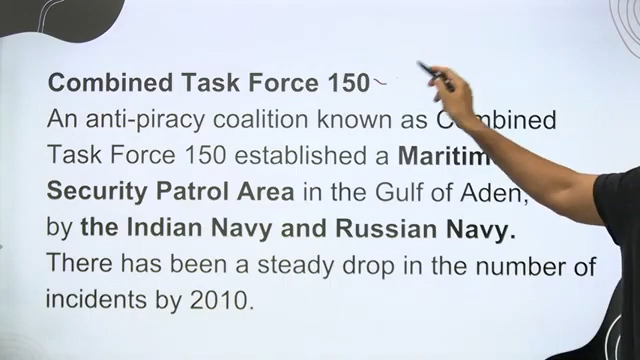 Combined Task Force 150
An anti-piracy coalition known as Combined
Task Force 150 established a Maritim
Security Patrol Area in the Gulf of Aden,
by the Indian Navy and Russian Navy.
There has been a steady drop in the number of
incidents by 2010.